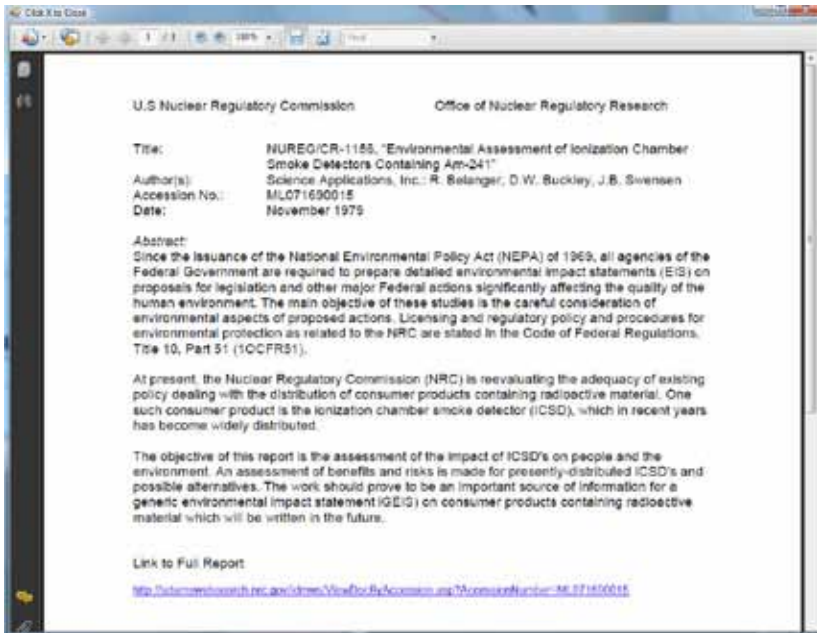 Click X to Close
1 / 1 100%
Find
U.S Nuclear Regulatory Commission Office of Nuclear Regulatory Research
Title: NUREG/CR-1156, "Environmental Assessment of Ionization Chamber
Smoke Detectors Containing Am-241"
Author(s): Science Applications, Inc.: R. Belanger, D.W. Buckley, J.B. Swensen
Accession No.: ML071690015
Date: November 1979
Abstract:
Since the issuance of the National Environmental Policy Act (NEPA) of 1969, all agencies of the
Federal Government are required to prepare detailed environmental impact statements (EIS) on
proposals for legislation and other major Federal actions significantly affecting the quality of the
human environment. The main objective of these studies is the careful consideration of
environmental aspects of proposed actions. Licensing and regulatory policy and procedures for
environmental protection as related to the NRC are stated in the Code of Federal Regulations,
Title 10, Part 51 (1OCFR51).
At present, the Nuclear Regulatory Commission (NRC) is reevaluating the adequacy of existing
policy dealing with the distribution of consumer products containing radioactive material. One
such consumer product is the ionization chamber smoke detector (ICSD), which in recent years
has become widely distributed.
The objective of this report is the assessment of the impact of ICSD's on people and the
environment. An assessment of benefits and risks is made for presently-distributed ICSD's and
possible alternatives. The work should prove to be an important source of information for a
generic environmental impact statement IGEIS) on consumer products containing radioactive
material which will be written in the future.
Link to Full Report